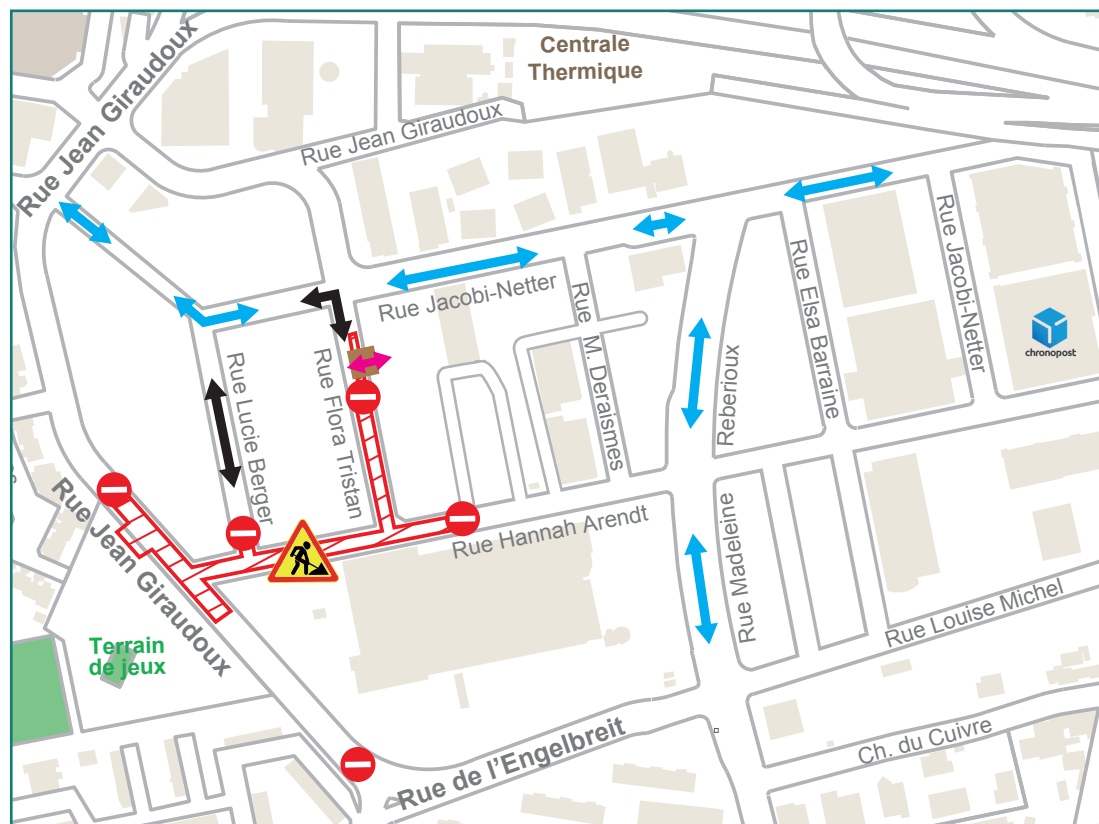 Centrale
Thermique
Rue Jean Giraudoux
Rue Jean Giraudoux
Rue Jacobi-Netter
Rue Jacobi-Netter
Rue Elsa Barraine
Rue M. Deraismes
Reberioux
Rue Flora Tristan
Rue Lucie Berger
chronopost
Rue Hannah Arendt
Rue Jean Giraudoux
Rue Madeleine
Rue Louise Michel
Terrain
de jeux
Rue de l'Engelbreit
Ch. du Cuivre